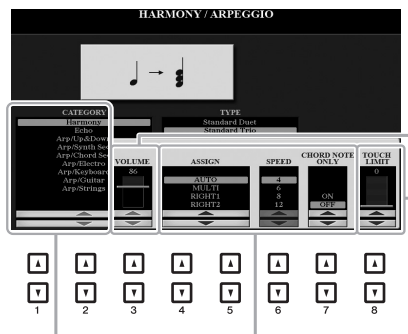 HARMONY / ARPEGGIO
CATEGORY
Harmony
Echo
Arp/Up&Down
Arp/Synth Seq
Arp/Chord Seq
Arp/Electro
Arp/Keyboard
Arp/Guitar
Arp/Strings
TYPE
Standard Duet
Standard Trio
VOLUME
86
ASSIGN
AUTO
MULTI
RIGHT1
RIGHT2
SPEED
4
6
8
12
CHORD NOTE
ONLY
ON
OFF
TOUCH
LIMIT
0
1 2 3 4 5 6 7 8